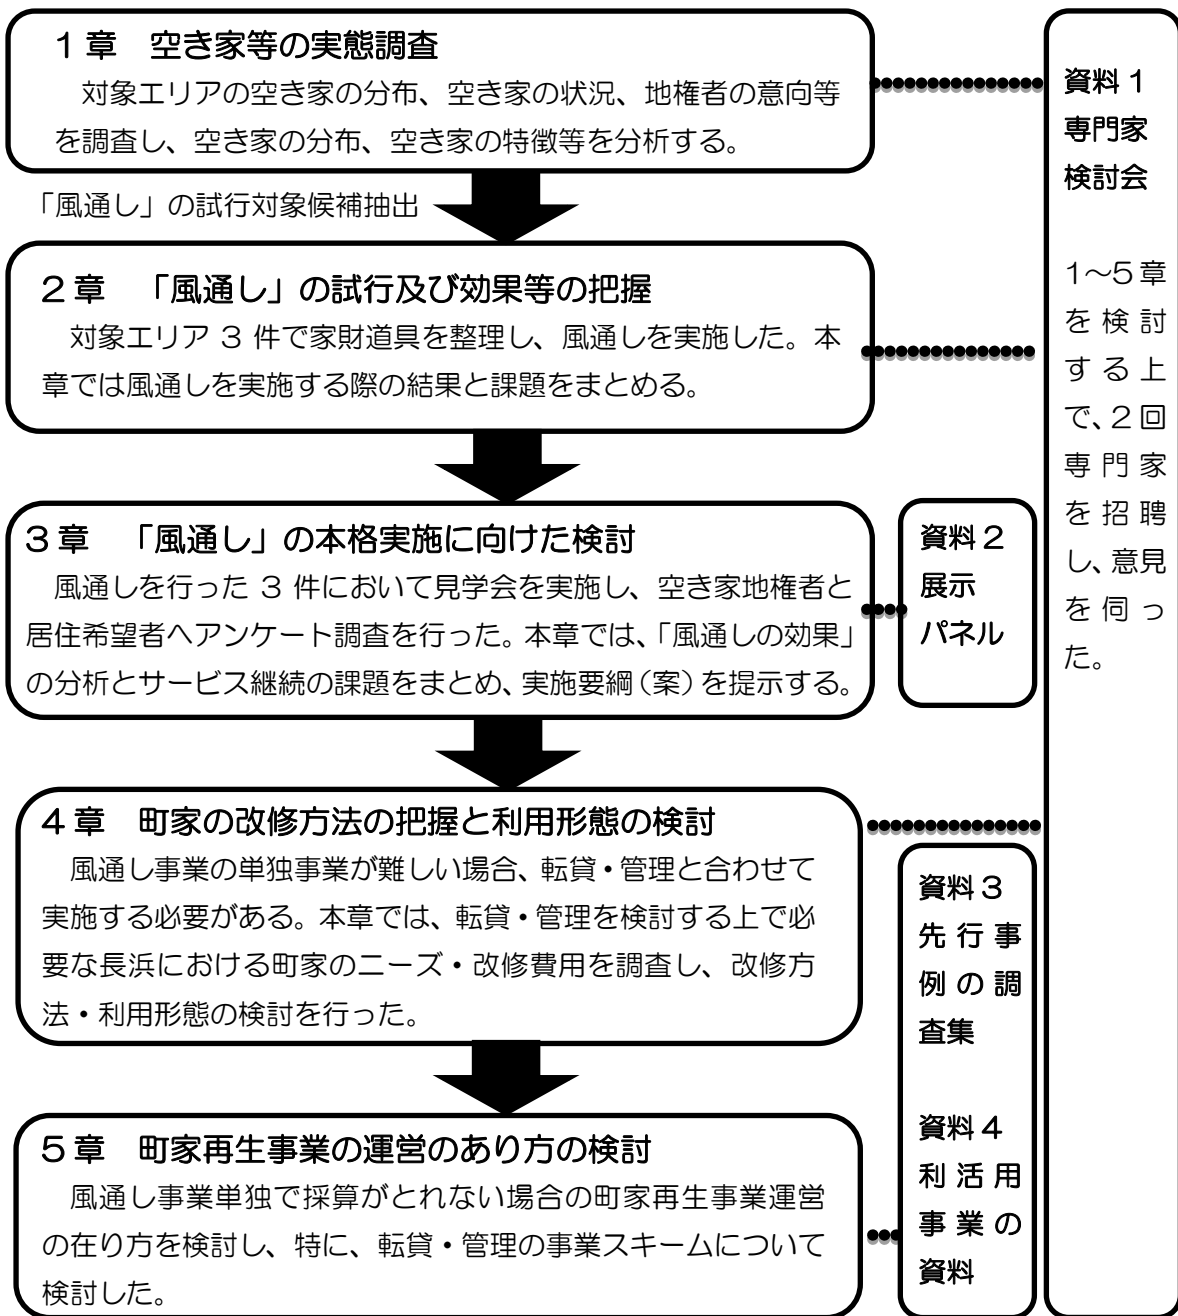 1章　空き家等の実態調査
対象エリアの空き家の分布、空き家の状況、地権者の意向等
を調査し、空き家の分布、空き家の特徴等を分析する。
「風通し」の試行対象候補抽出
2章　「風通し」の試行及び効果等の把握
対象エリア 3 件で家財道具を整理し、風通しを実施した。本
章では風通しを実施する際の結果と課題をまとめる。
3章　「風通し」の本格実施に向けた検討
風通しを行った 3 件において見学会を実施し、空き家地権者と
居住希望者へアンケート調査を行った。本章では、「風通しの効果」
の分析とサービス継続の課題をまとめ、実施要綱（案）を提示する。
資料2
展示
パネル
4章　町家の改修方法の把握と利用形態の検討
風通し事業の単独事業が難しい場合、転貸・管理と合わせて
実施する必要がある。本章では、転貸・管理を検討する上で必
要な長浜における町家のニーズ・改修費用を調査し、改修方
法・利用形態の検討を行った。
5章　町家再生事業の運営のあり方の検討
風通し事業単独で採算がとれない場合の町家再生事業運営
の在り方を検討し、特に、転貸・管理の事業スキームについて
検討した。
資料3
先行事
例の調
査集
資料4
利活用
事業の
資料
資料1
専門家
検討会
1～5章
を検討
する上
で、2回
専門家
を招聘
し、意見
を伺っ
た。